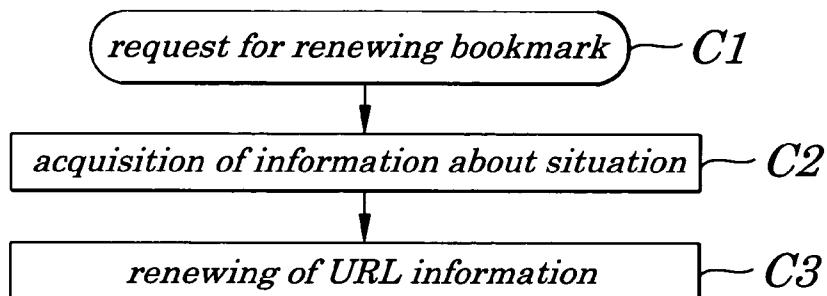 request for renewing bookmark C1
acquisition of information about situation C2
renewing of URL information C3